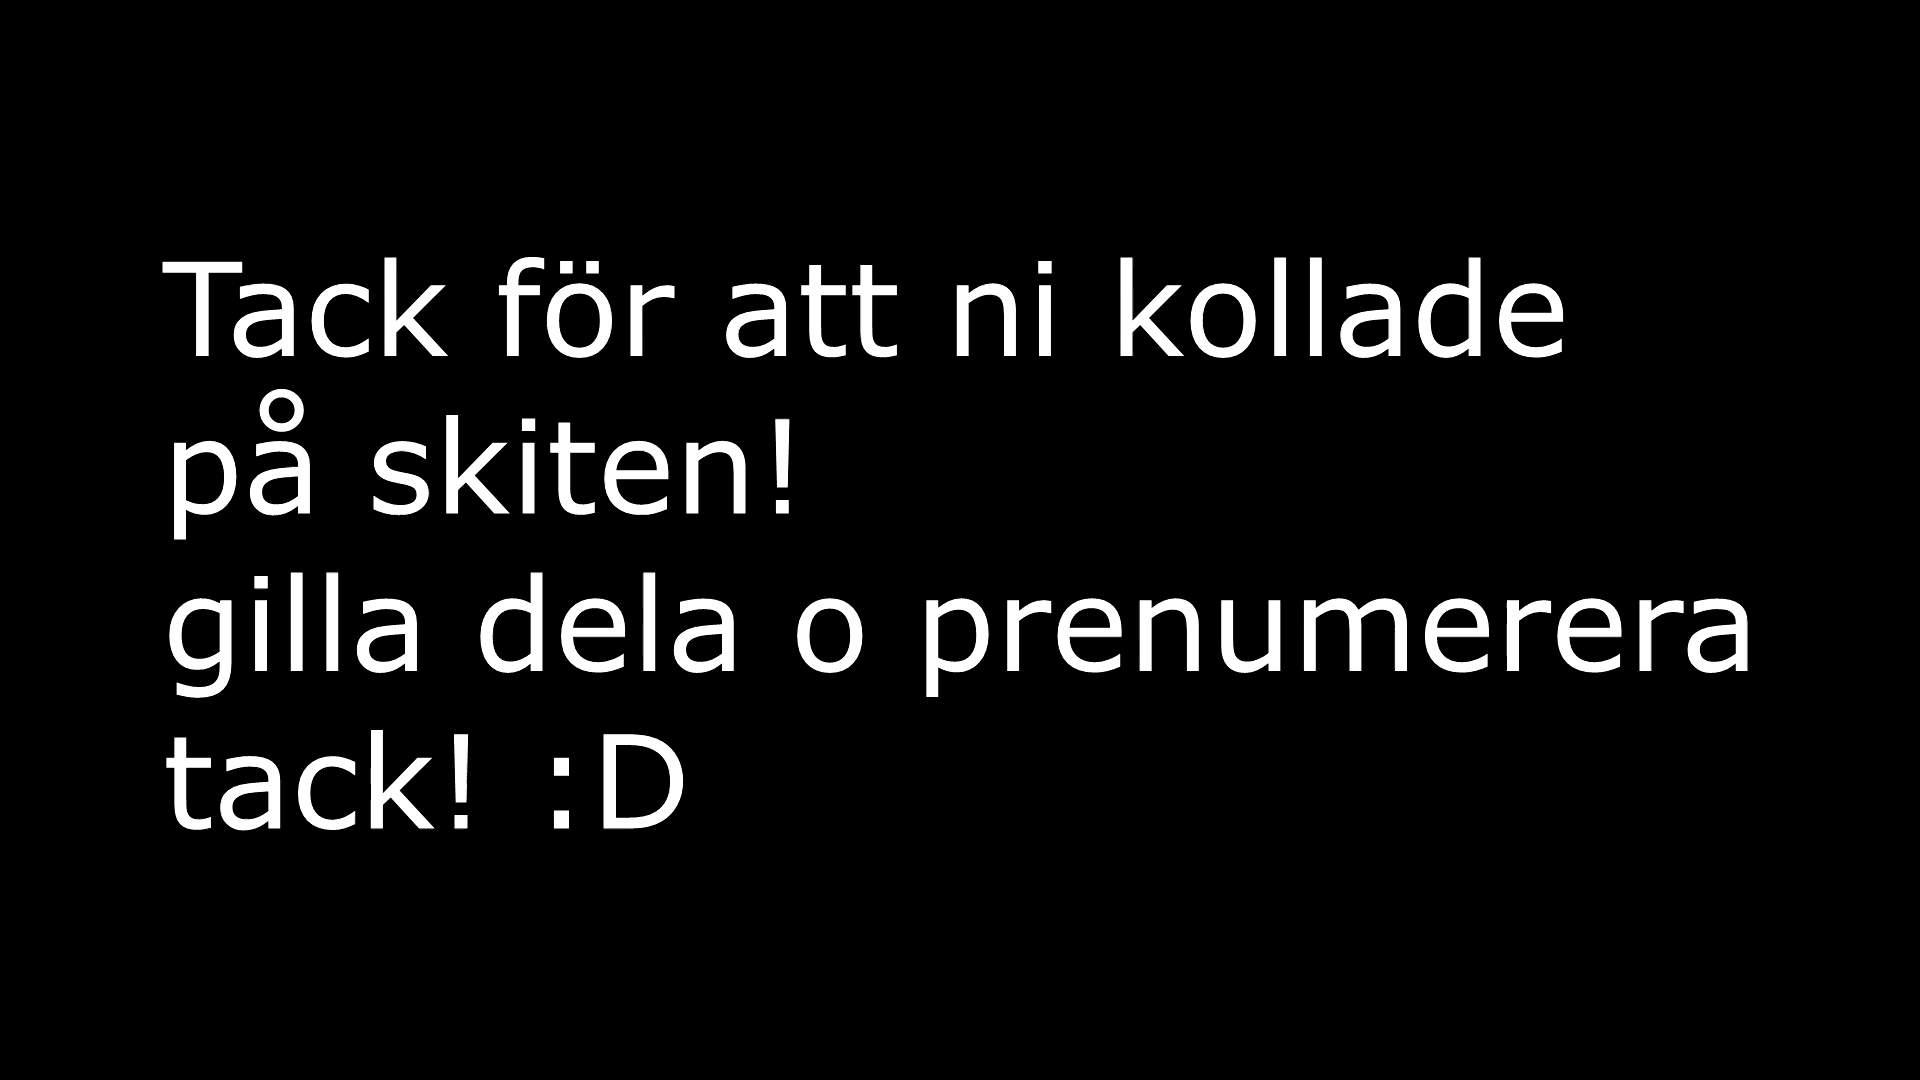 Tack för att ni kollade
på skiten!
gilla dela o prenumerera
tack! :D